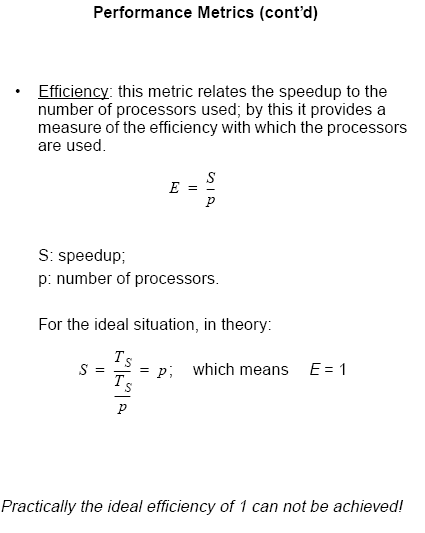 Performance Metrics (cont’d)
• Efficiency: this metric relates the speedup to the
number of processors used; by this it provides a
measure of the efficiency with which the processors
are used.
E = S / p
S: speedup;
p: number of processors.
For the ideal situation, in theory:
S = T_S / (T_S / p) = p; which means E = 1
Practically the ideal efficiency of 1 can not be achieved!